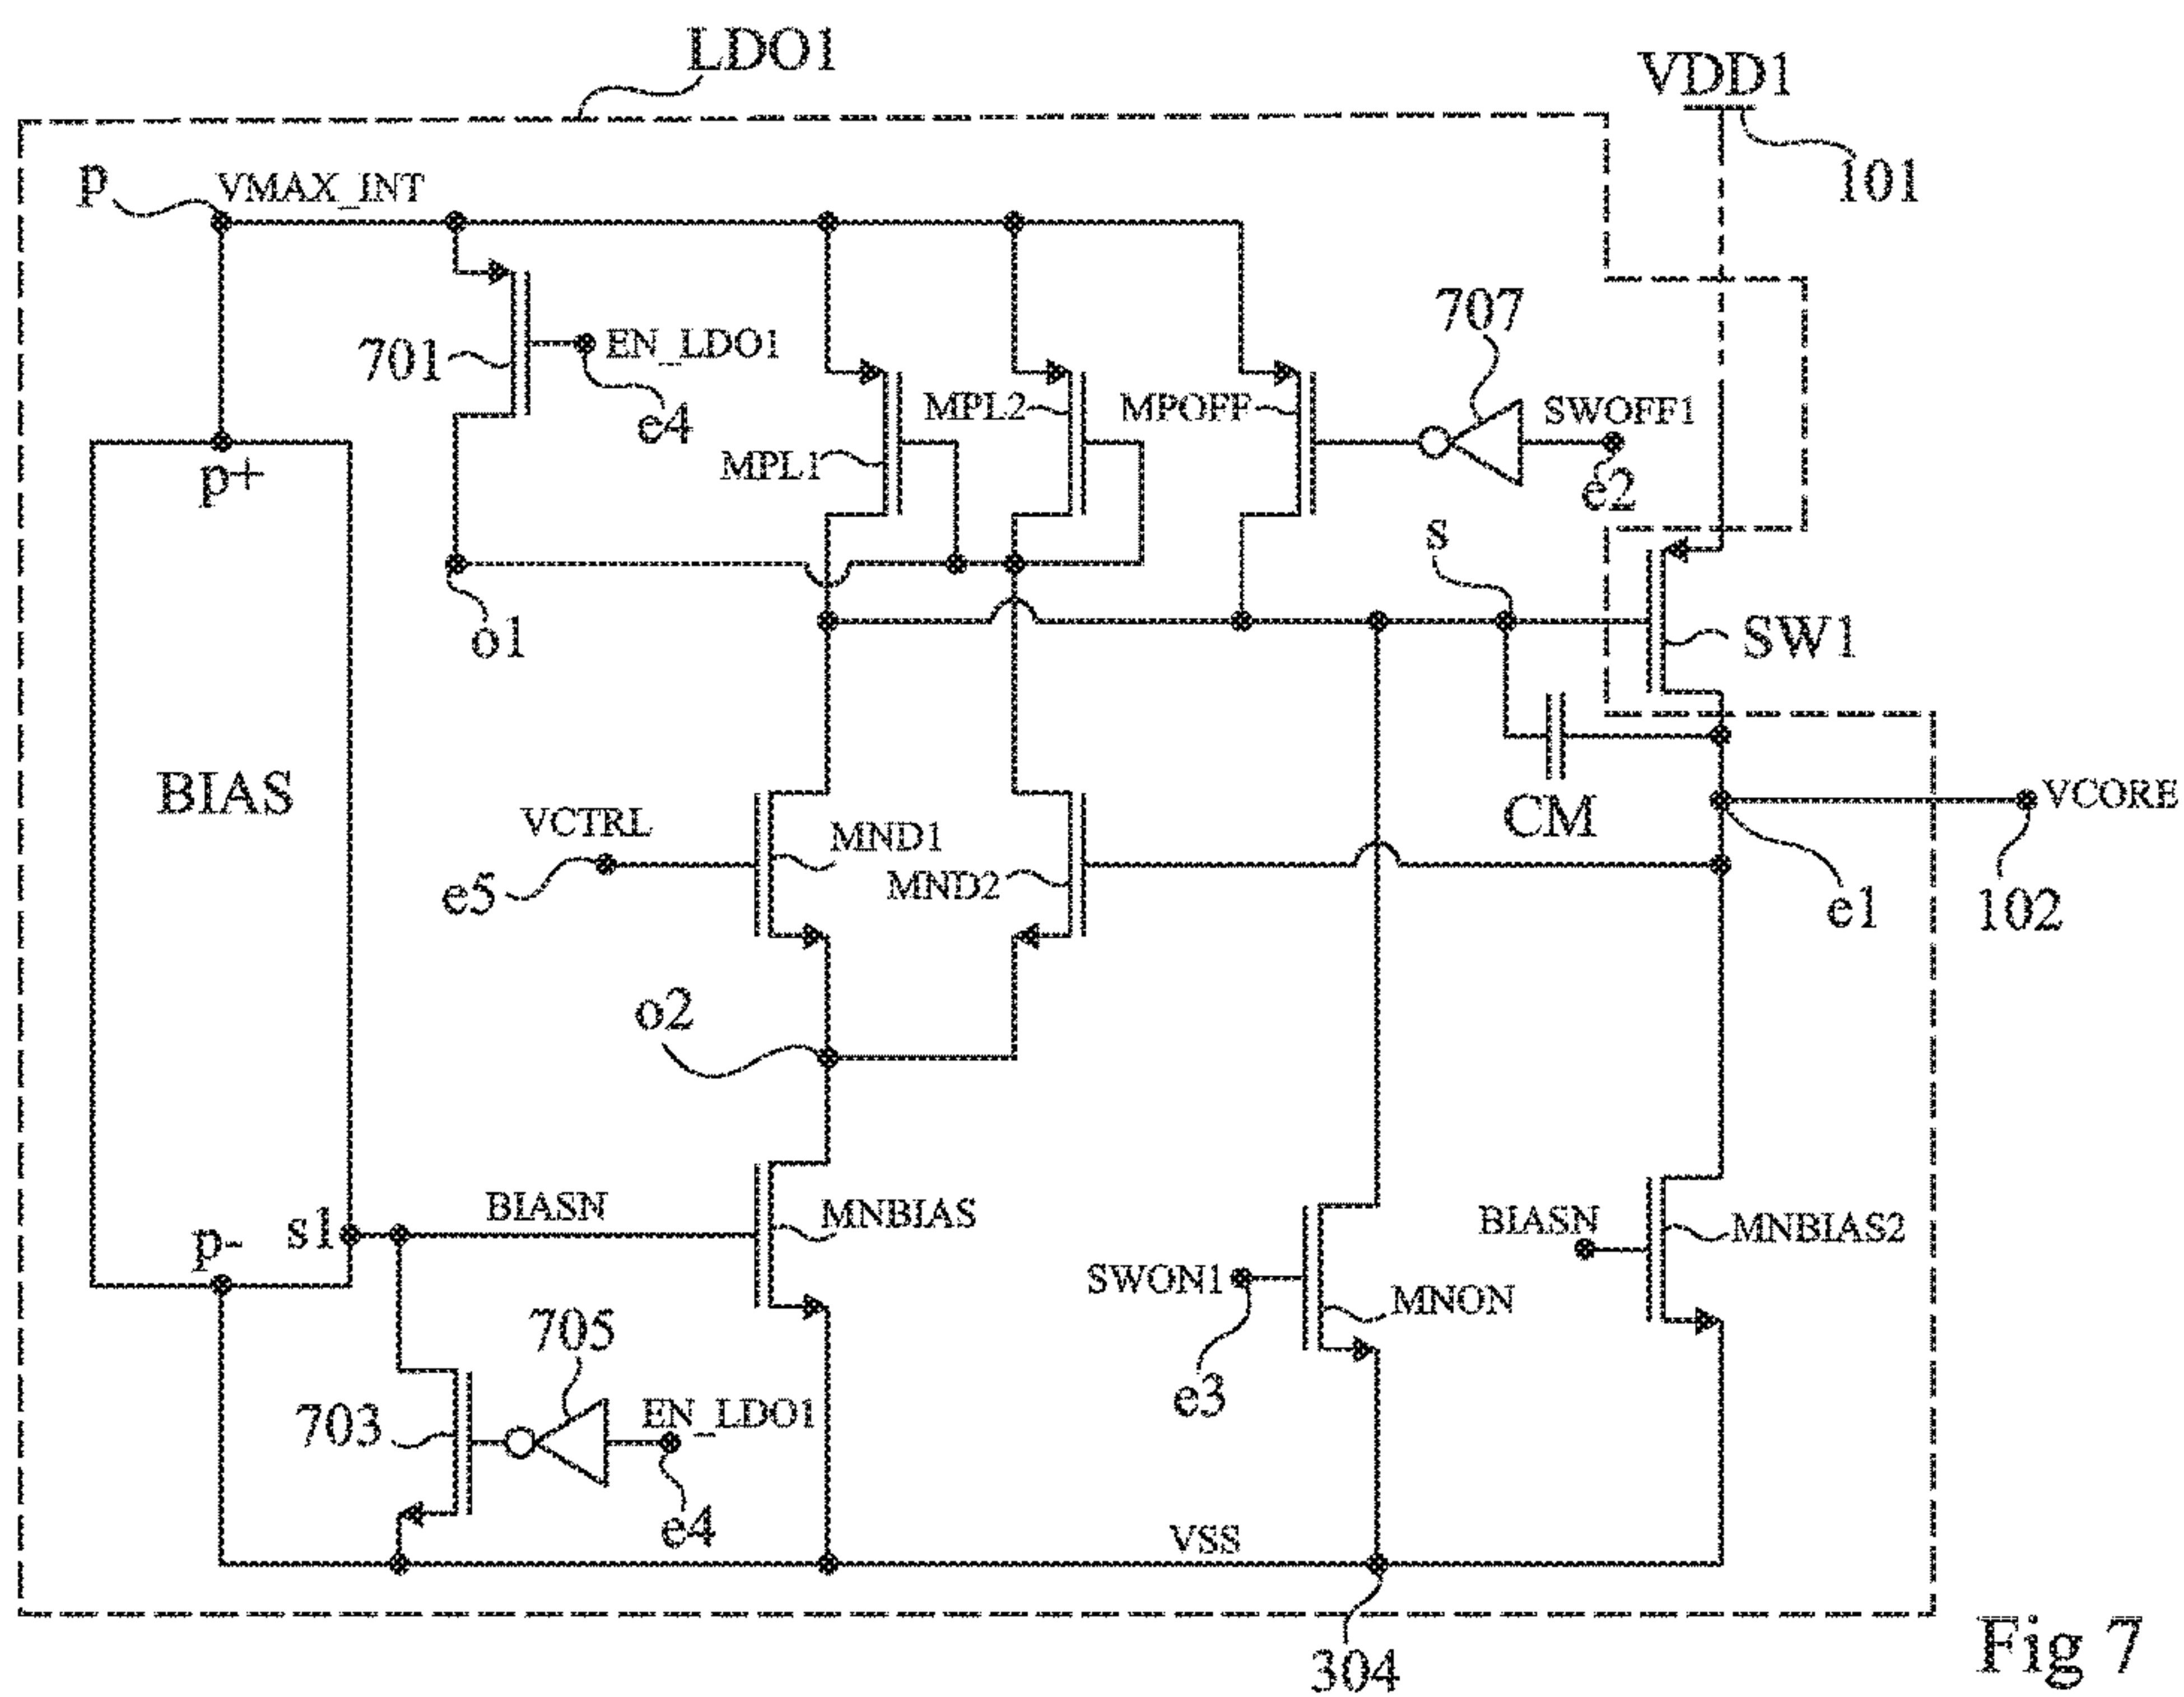 LDO1
VDD1
101
p
VMAX_INT
701
EN_LDO1
e4
707
MPL2
MPOFF
SWOFF1
e2
MPL1
p+
s
o1
SW1
BIAS
VCTRL
MND1
CM
VCORE
e5
MND2
e1
102
o2
BIASN
MNBIAS
s1
p-
BIASN
MNBIAS2
SWON1
MNON
705
e3
703
EN_LDO1
e4
VSS
304
Fig 7